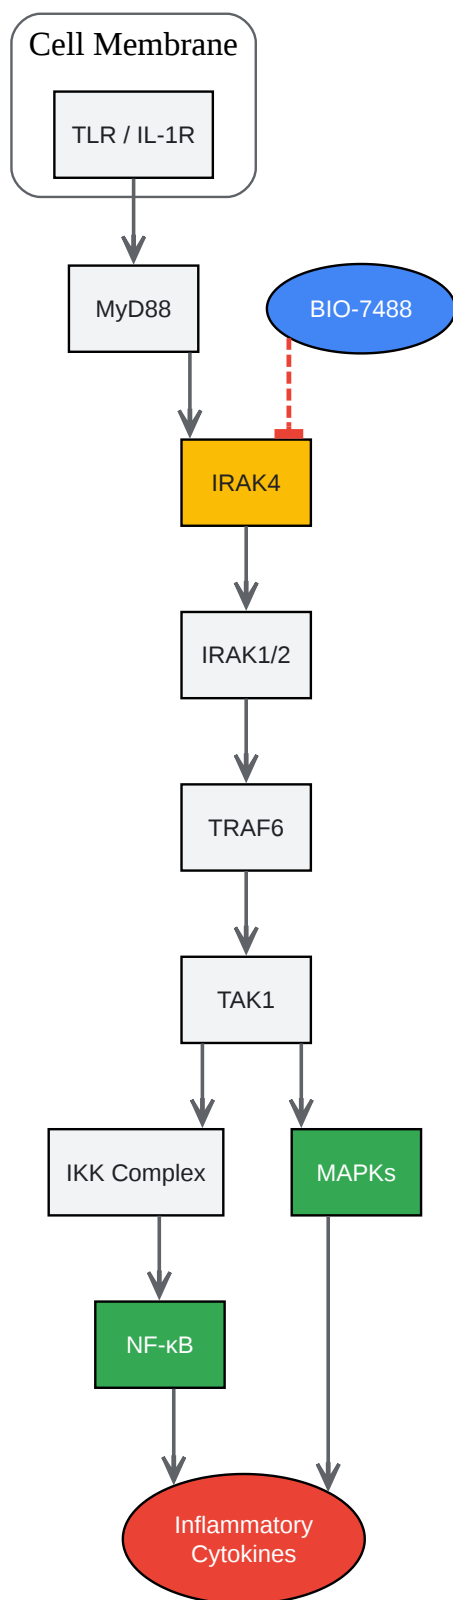 Cell Membrane
TLR / IL-1R
MyD88
BIO-7488
IRAK4
IRAK1/2
TRAF6
TAK1
IKK Complex
MAPKs
NF-κB
Inflammatory
Cytokines